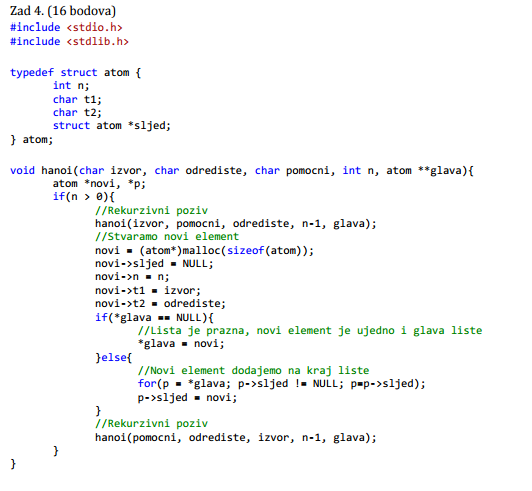 Zad 4. (16 bodova)
#include <stdio.h>
#include <stdlib.h>
typedef struct atom {
int n;
char t1;
char t2;
struct atom *sljed;
} atom;
void hanoi(char izvor, char odrediste, char pomocni, int n, atom **glava){
atom *novi, *p;
if(n > 0){
//Rekurzivni poziv
hanoi(izvor, pomocni, odrediste, n-1, glava);
//Stvaramo novi element
novi = (atom*)malloc(sizeof(atom));
novi->sljed = NULL;
novi->n = n;
novi->t1 = izvor;
novi->t2 = odrediste;
if(*glava == NULL){
//Lista je prazna, novi element je ujedno i glava liste
*glava = novi;
}else{
//Novi element dodajemo na kraj liste
for(p = *glava; p->sljed != NULL; p=p->sljed);
p->sljed = novi;
}
//Rekurzivni poziv
hanoi(pomocni, odrediste, izvor, n-1, glava);
}
}